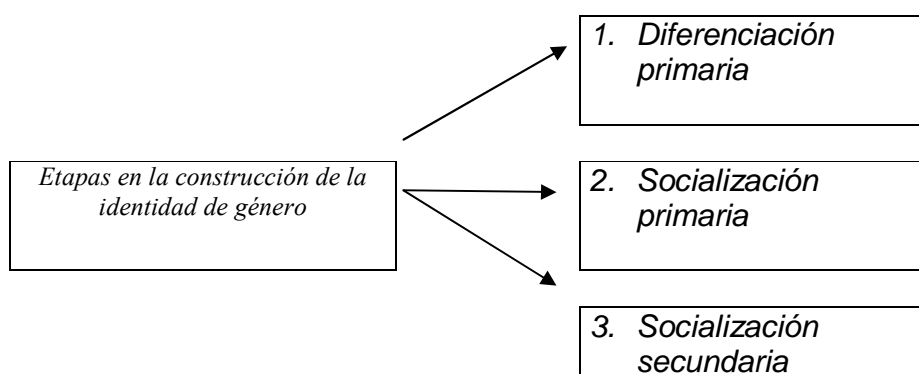 Etapas en la construcción de la
identidad de género
1. Diferenciación
primaria
2. Socialización
primaria
3. Socialización
secundaria